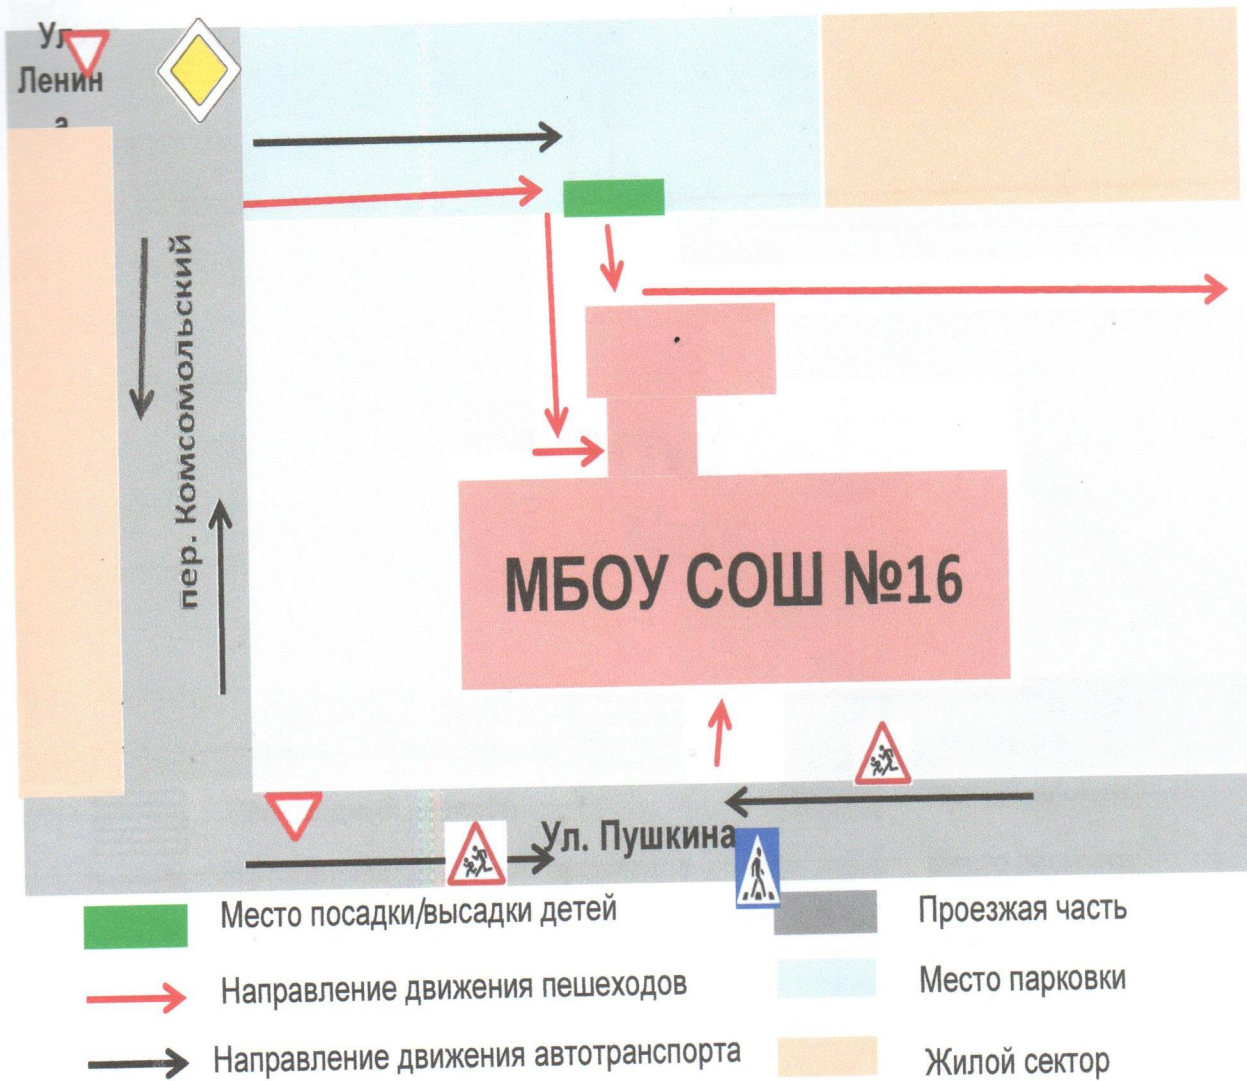 Ул
Ленин
а
пер. Комсомольский
МБОУ СОШ №16
Ул. Пушкина
Место посадки/высадки детей
Направление движения пешеходов
Направление движения автотранспорта
Проезжая часть
Место парковки
Жилой сектор